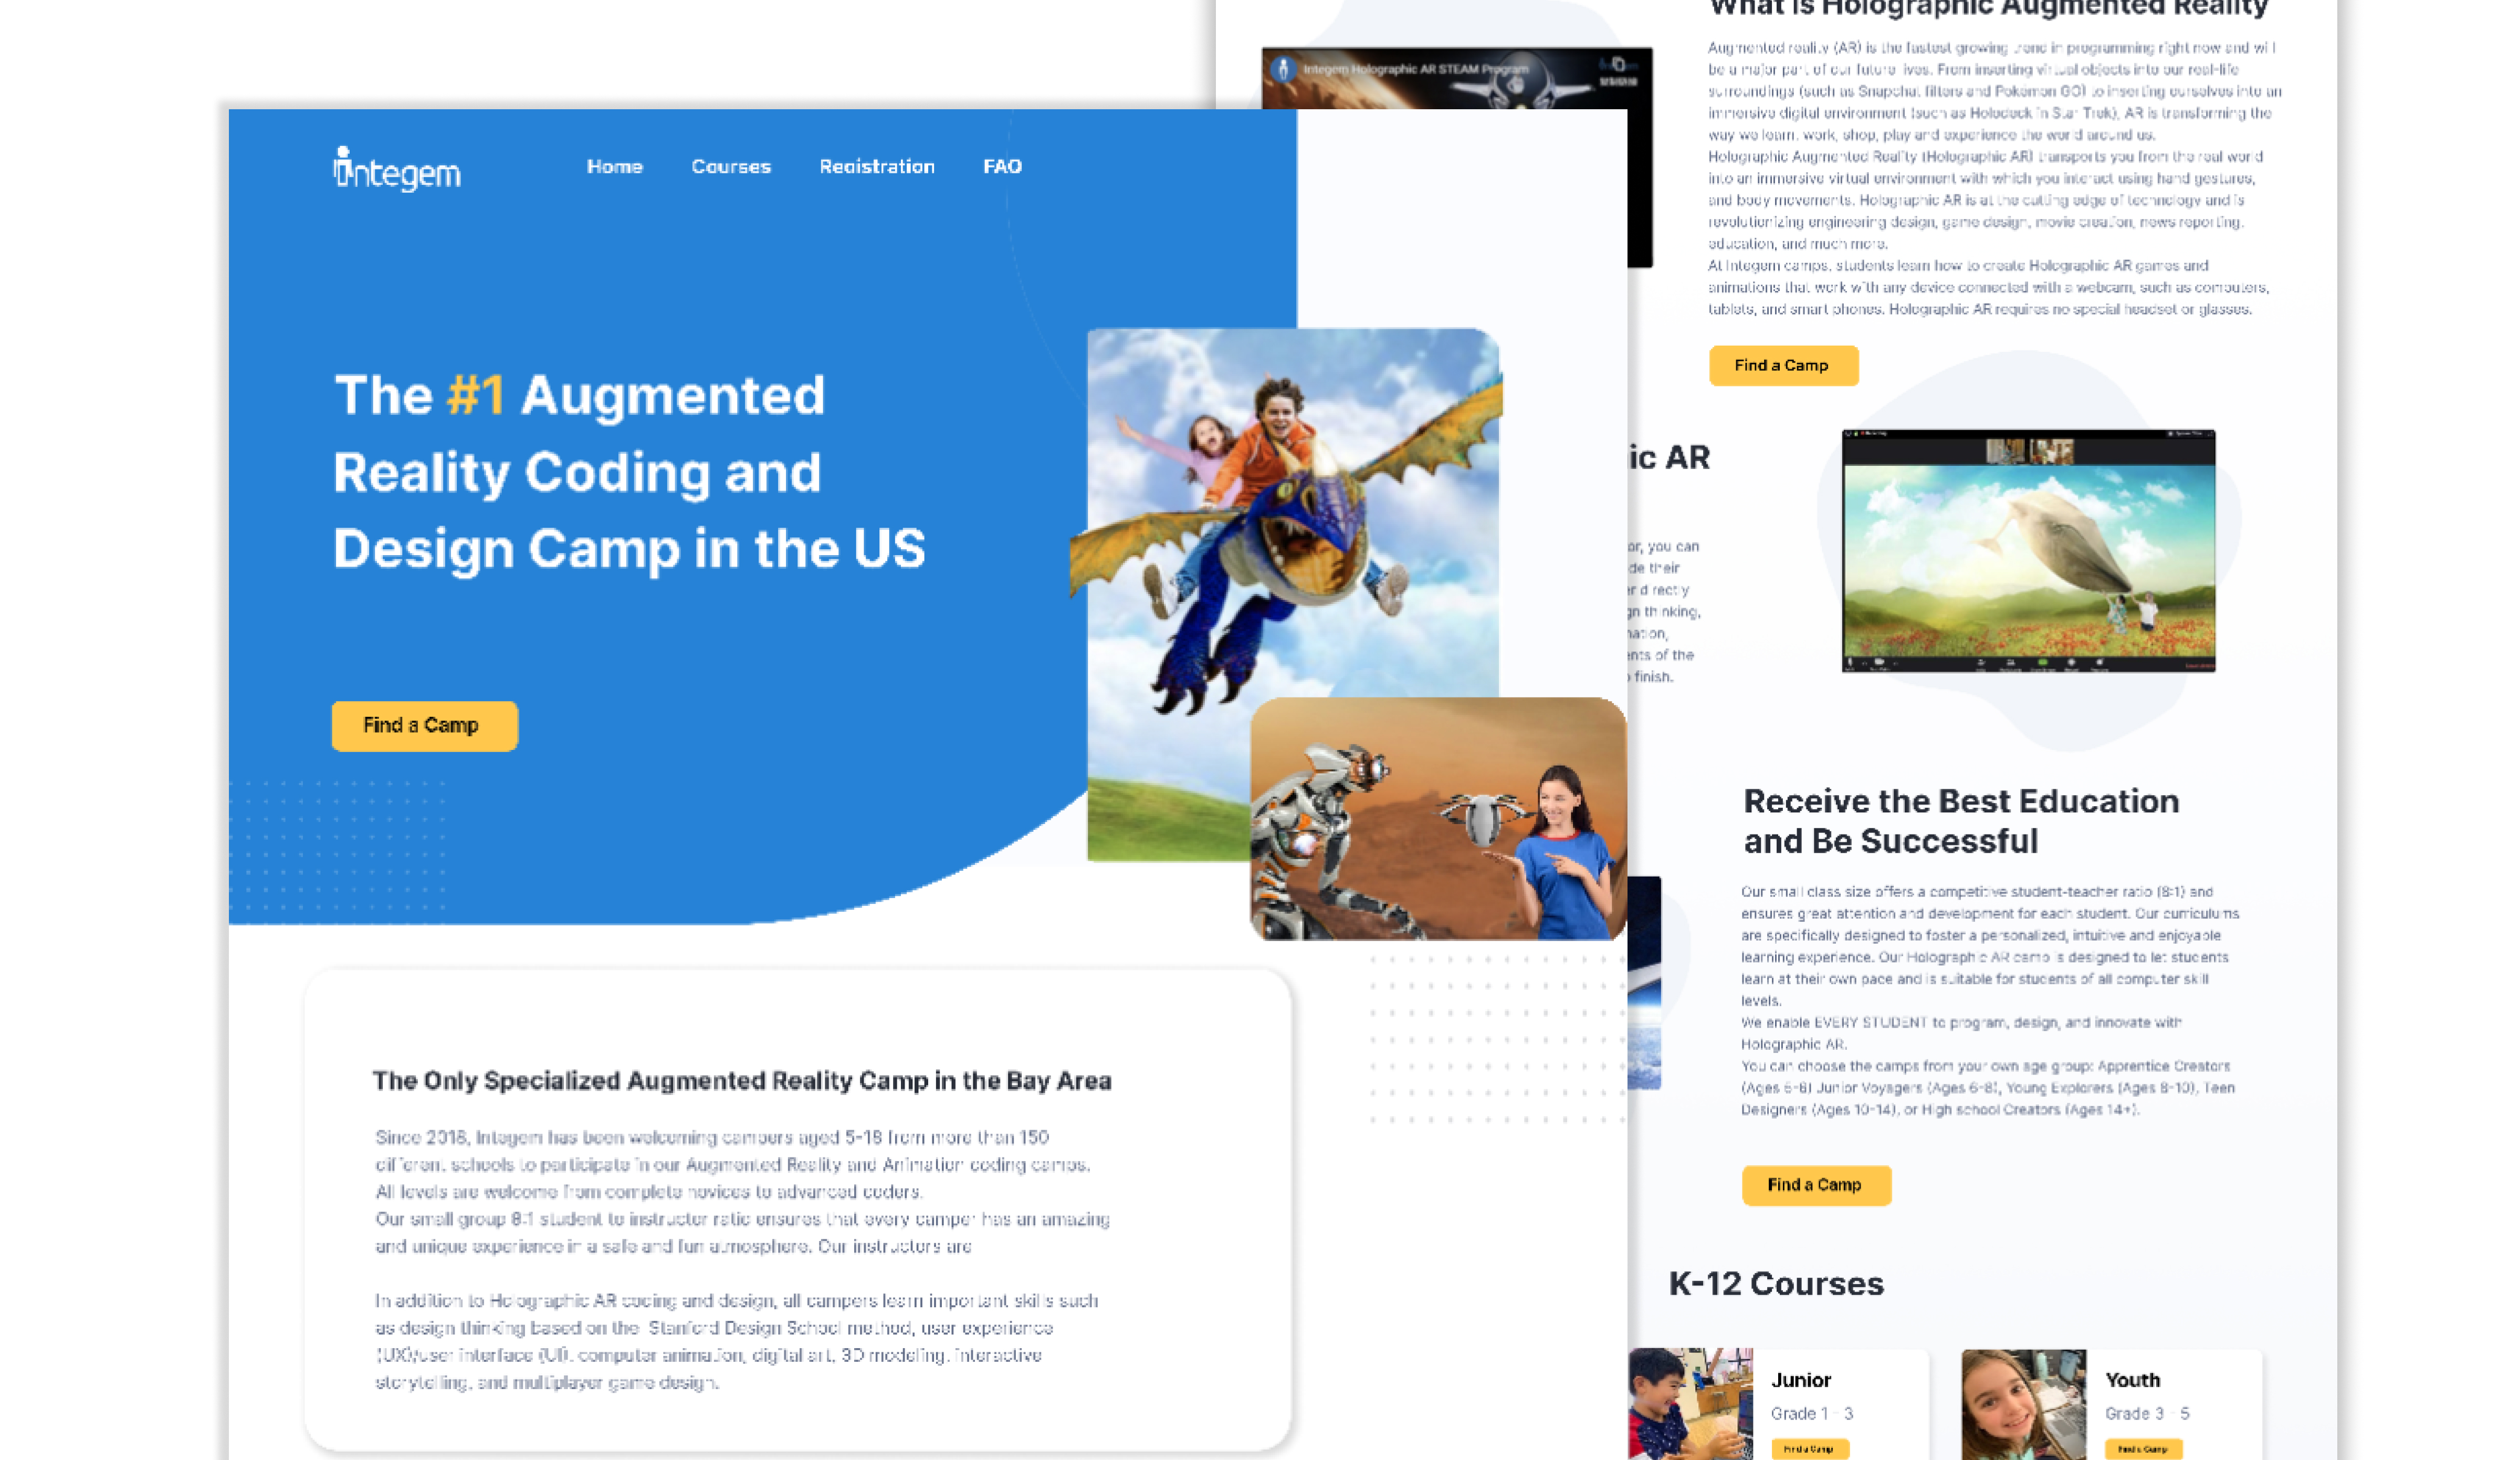 integem
Home Courses Registration FAQ
The #1 Augmented
Reality Coding and
Design Camp in the US
Find a Camp
The Only Specialized Augmented Reality Camp in the Bay Area
Since 2018, Integem has been welcoming campers aged 5-18 from more than 150
different schools to participate in our Augmented Reality and Animation coding camps.
All levels are welcome from complete novices to advanced coders.
Our small group 8:1 student to instructor ratio ensures that every camper has an amazing
and unique experience in a safe and fun atmosphere. Our instructors are
In addition to Holographic AR coding and design, all campers learn important skills such
as design thinking based on the Stanford Design School method, user experience
(UX)/user interface (UI), computer animation, digital art, 3D modeling, interactive
storytelling, and multiplayer game design.
Integem Holographic AR STEAM Program
What is Holographic Augmented Reality
Augmented reality (AR) is the fastest growing trend in programming right now and will
be a major part of our future lives. From inserting virtual objects into our real-life
surroundings (such as Snapchat filters and Pokémon GO) to inserting ourselves into an
immersive digital environment (such as Holodeck in Star Trek), AR is transforming the
way we learn, work, shop, play and experience the world around us.
Holographic Augmented Reality (Holographic AR) transports you from the real world
into an immersive virtual environment with which you interact using hand gestures,
and body movements. Holographic AR is at the cutting edge of technology and is
revolutionizing engineering design, game design, movie creation, news reporting,
education, and much more.
At Integem camps, students learn how to create Holographic AR games and
animations that work with any device connected with a webcam, such as computers,
tablets, and smart phones. Holographic AR requires no special headset or glasses.
Find a Camp
ic AR
or, you can
de their
er directly
gn thinking,
mation,
ents of the
o finish.
Receive the Best Education
and Be Successful
Our small class size offers a competitive student-teacher ratio (8:1) and
ensures great attention and development for each student. Our curriculums
are specifically designed to foster a personalized, intuitive and enjoyable
learning experience. Our Holographic AR camp is designed to let students
learn at their own pace and is suitable for students of all computer skill
levels.
We enable EVERY STUDENT to program, design, and innovate with
Holographic AR.
You can choose the camps from your own age group: Apprentice Creators
(Ages 5-6) Junior Voyagers (Ages 6-8), Young Explorers (Ages 8-10), Teen
Designers (Ages 10-14), or High school Creators (Ages 14+).
Find a Camp
K-12 Courses
Junior
Grade 1 - 3
Find a Camp
Youth
Grade 3 - 5
Find a Camp